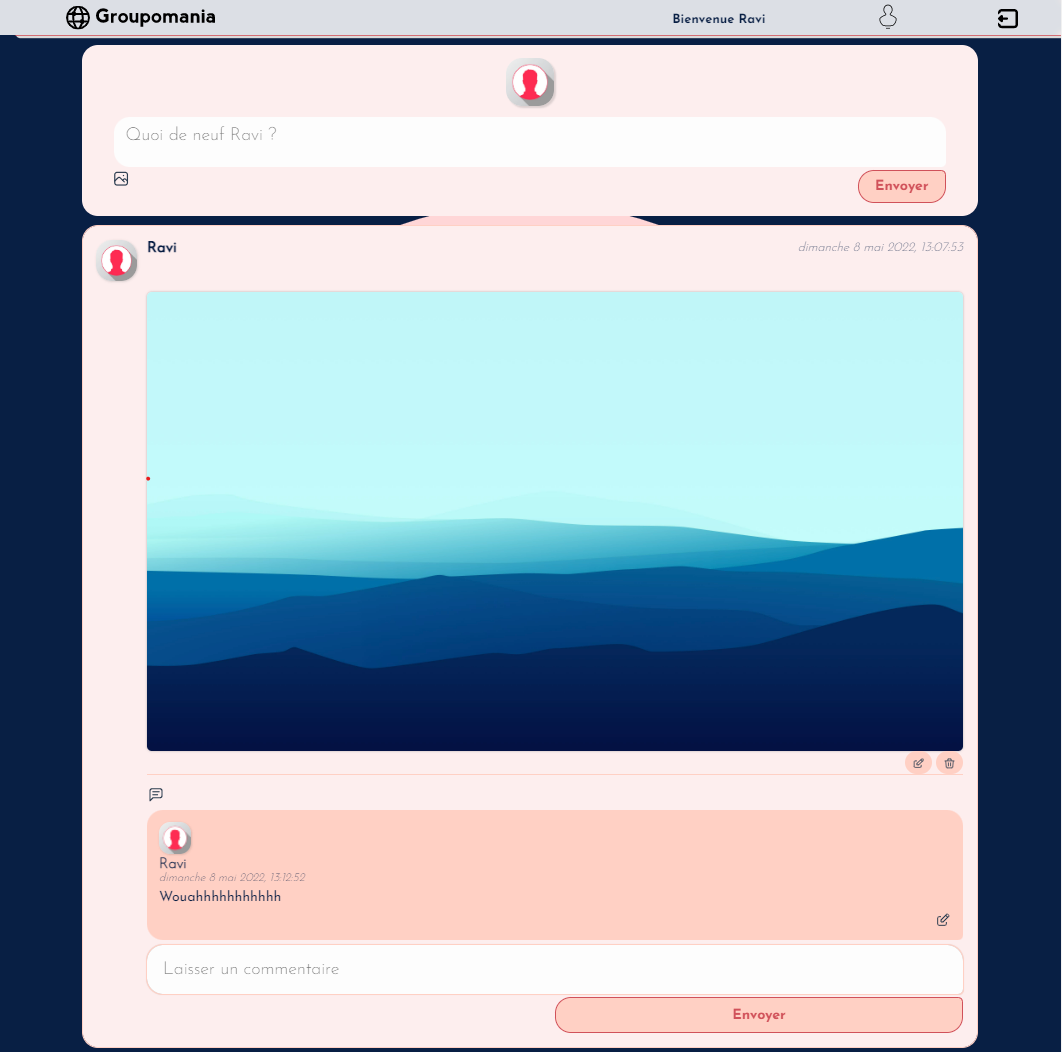 Groupomania
Bienvenue Ravi
Quoi de neuf Ravi ?
Envoyer
Ravi
dimanche 8 mai 2022, 13:07:53
Ravi
dimanche 8 mai 2022, 13:12:52
Wouahhhhhhhhhhh
Laisser un commentaire
Envoyer